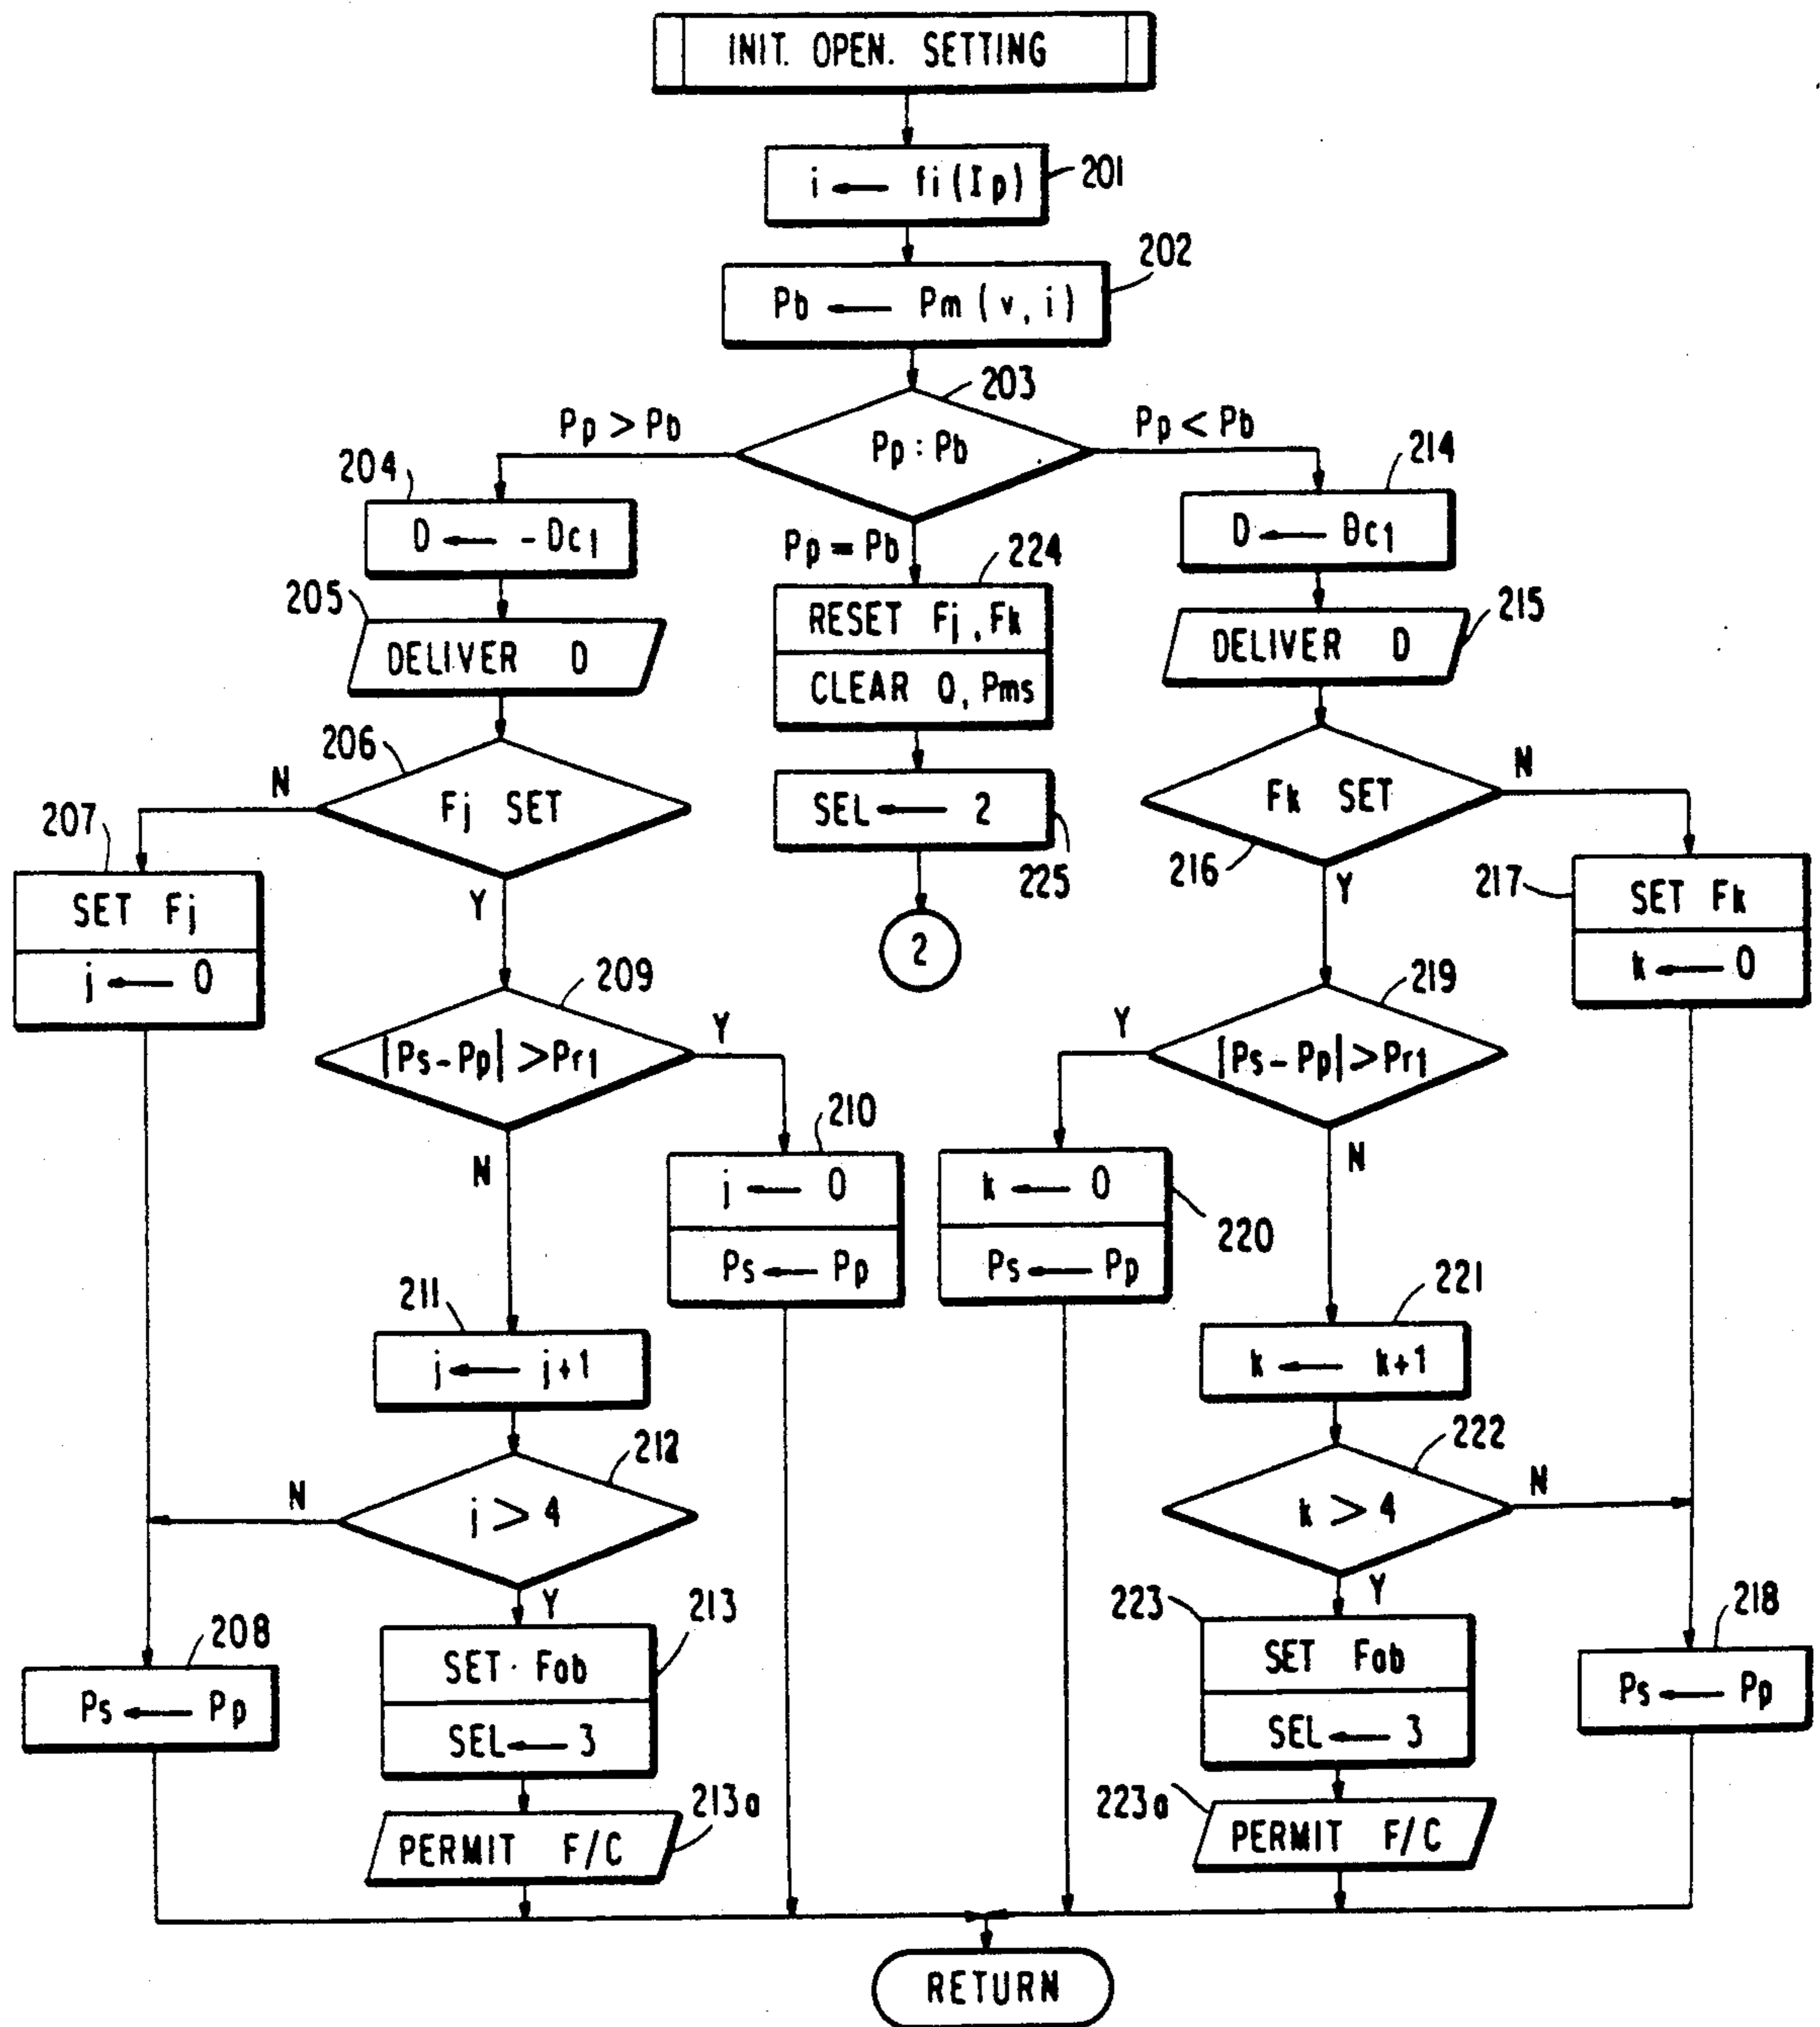 INIT. OPEN. SETTING
i ← fi(Ip)
201
Pb ← Pm(v, i)
202
203
Pp : Pb
Pp > Pb
Pp < Pb
Pp = Pb
204
D ← -Dc1
205
DELIVER D
206
Fj SET
N
Y
207
SET Fj
j ← 0
209
|Ps-Pp| >Pr1
Y
N
210
j ← 0
Ps ← Pp
211
j ← j+1
212
j > 4
N
Y
208
Ps ← Pp
213
SET Fob
SEL ← 3
213a
PERMIT F/C
224
RESET Fj, Fk
CLEAR 0, Pms
SEL ← 2
225
2
214
D ← θc1
215
DELIVER D
216
Fk SET
N
Y
217
SET Fk
k ← 0
219
|Ps-Pp|>Pr1
Y
N
220
k ← 0
Ps ← Pp
221
k ← k+1
222
k > 4
N
Y
223
SET Fob
SEL ← 3
223a
PERMIT F/C
218
Ps ← Pp
RETURN